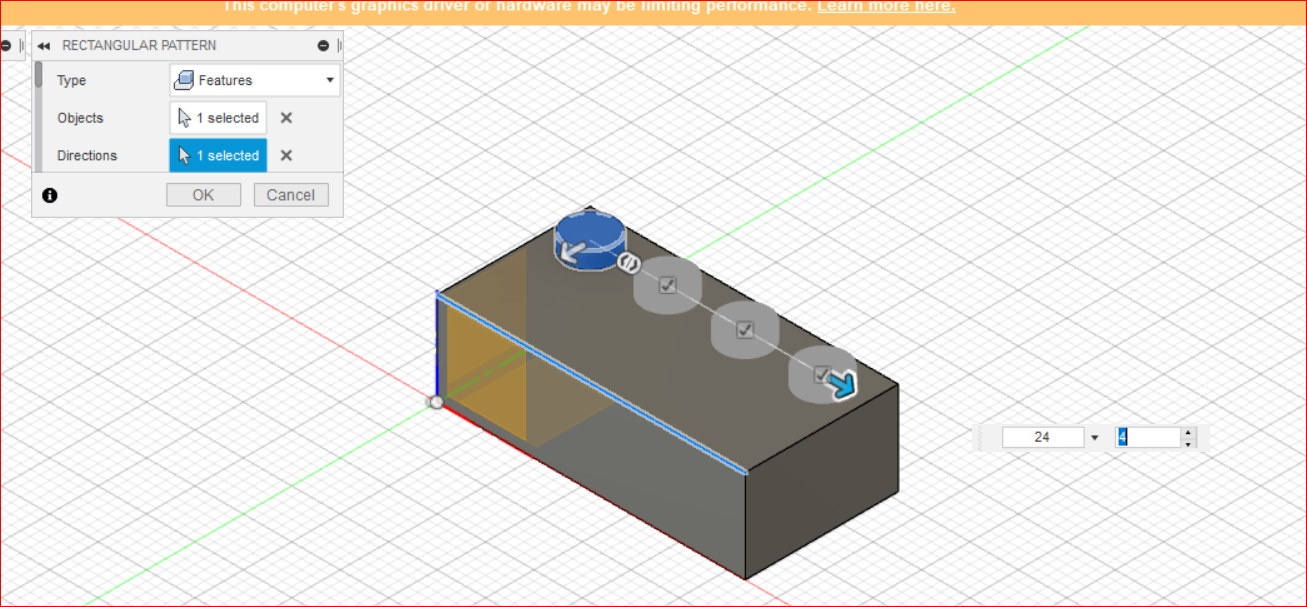 This computer's graphics driver or hardware may be limiting performance. Learn more here.
RECTANGULAR PATTERN
Type Features
Objects 1 selected
Directions 1 selected
OK Cancel
24 4